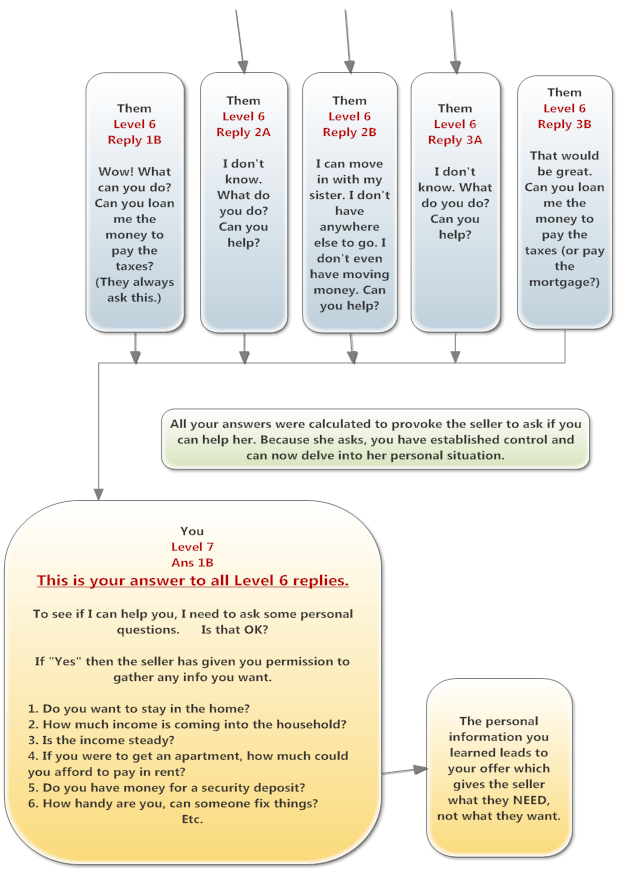 Them
Level 6
Reply 1B
Wow! What
can you do?
Can you loan
me the
money to
pay the
taxes?
(They always
ask this.)
Them
Level 6
Reply 2A
I don't
know.
What do
you do?
Can you
help?
Them
Level 6
Reply 2B
I can move
in with my
sister. I don't
have
anywhere
else to go. I
don't even
have moving
money. Can
you help?
Them
Level 6
Reply 3A
I don't
know. What
do you do?
Can you
help?
Them
Level 6
Reply 3B
That would
be great.
Can you loan
me the
money to
pay the
taxes (or pay
the
mortgage?)
All your answers were calculated to provoke the seller to ask if you
can help her. Because she asks, you have established control and
can now delve into her personal situation.
You
Level 7
Ans 1B
This is your answer to all Level 6 replies.
To see if I can help you, I need to ask some personal
questions. Is that OK?
If "Yes" then the seller has given you permission to
gather any info you want.
1. Do you want to stay in the home?
2. How much income is coming into the household?
3. Is the income steady?
4. If you were to get an apartment, how much could
you afford to pay in rent?
5. Do you have money for a security deposit?
6. How handy are you, can someone fix things?
Etc.
The personal
information you
learned leads to
your offer which
gives the seller
what they NEED,
not what they want.